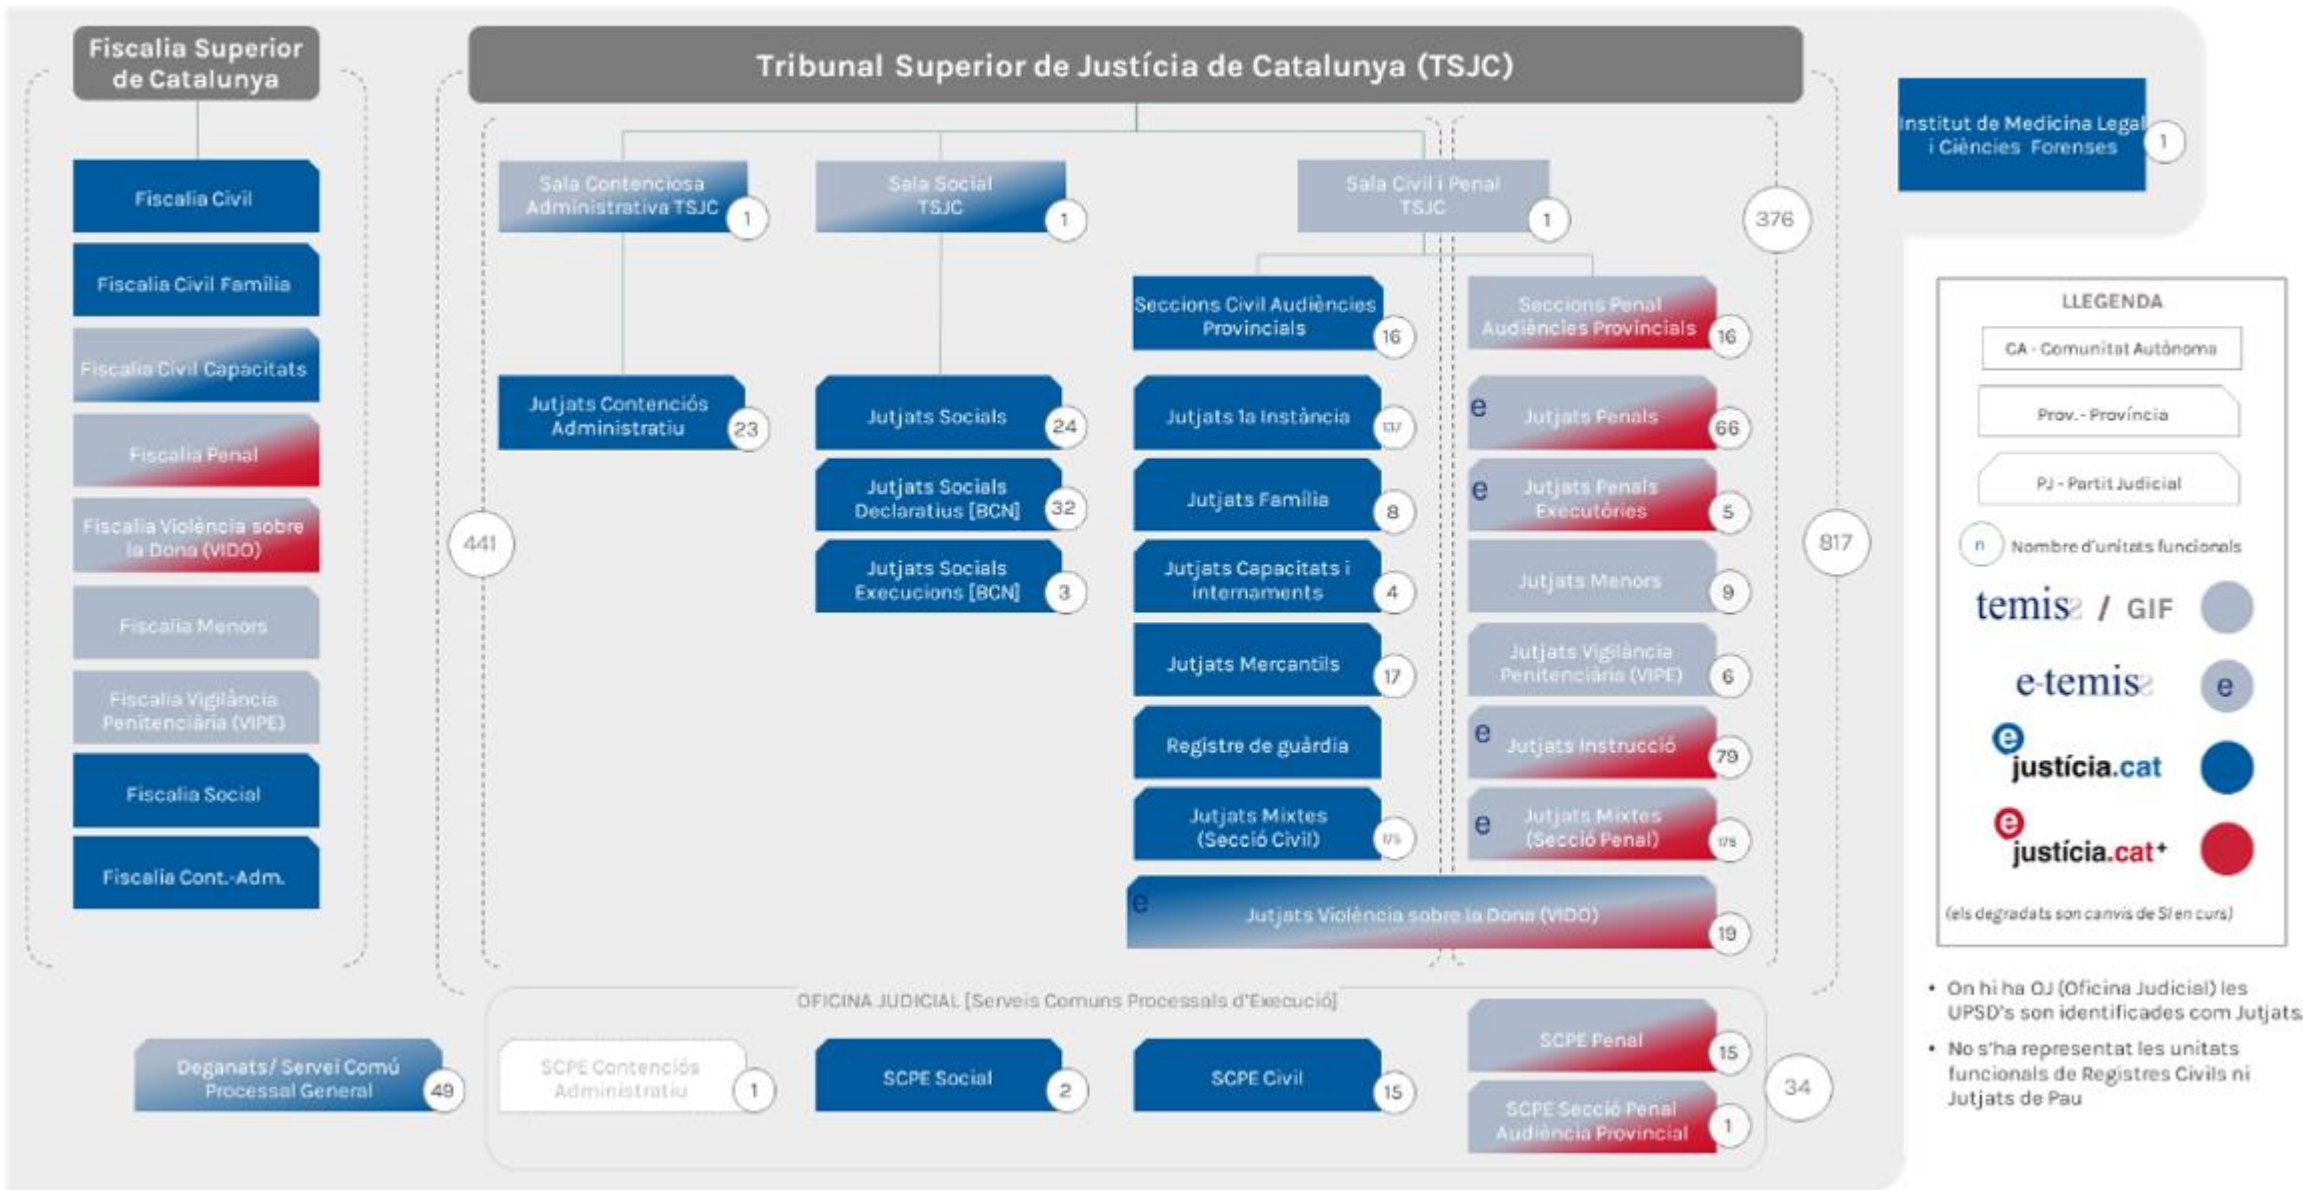 Fiscalia Superior
de Catalunya
Fiscalia Civil
Fiscalia Civil Família
Fiscalia Civil Capacitats
Fiscalia Penal
Fiscalia Violència sobre
la Dona (VIDO)
Fiscalia Menors
Fiscalia Vigilància
Penitenciària (VIPE)
Fiscalia Social
Fiscalia Cont.-Adm.
Tribunal Superior de Justícia de Catalunya (TSJC)
441
Sala Contenciosa
Administrativa TSJC
1
Jutjats Contenciós
Administratiu
23
Sala Social
TSJC
1
Jutjats Socials
24
Jutjats Socials
Declaratius [BCN]
32
Jutjats Socials
Execucions [BCN]
3
Sala Civil i Penal
TSJC
1
Seccions Civil Audiències
Provincials
16
Jutjats 1a Instància
137
Jutjats Família
8
Jutjats Capacitats i
internaments
4
Jutjats Mercantils
17
Registre de guàrdia
Jutjats Mixtes
(Secció Civil)
175
Seccions Penal
Audiències Provincials
16
e
Jutjats Penals
66
e
Jutjats Penals
Executòries
5
Jutjats Menors
9
Jutjats Vigilància
Penitenciària (VIPE)
6
e
Jutjats Instrucció
79
e
Jutjats Mixtes
(Secció Penal)
175
e
Jutjats Violència sobre la Dona (VIDO)
19
376
817
Institut de Medicina Legal
i Ciències Forenses
1
LLEGENDA
CA - Comunitat Autònoma
Prov.- Província
PJ - Partit Judicial
n
Nombre d'unitats funcionals
temis / GIF
e-temis
e
e
justícia.cat
e
justícia.cat+
(els degradats son canvis de SI en curs)
• On hi ha OJ (Oficina Judicial) les
UPSD's son identificades com Jutjats.
• No s'ha representat les unitats
funcionals de Registres Civils ni
Jutjats de Pau
OFICINA JUDICIAL [Serveis Comuns Processals d'Execució]
Deganats/ Servei Comú
Processal General
49
SCPE Contenciós
Administratiu
1
SCPE Social
2
SCPE Civil
15
SCPE Penal
15
SCPE Secció Penal
Audiència Provincial
1
34